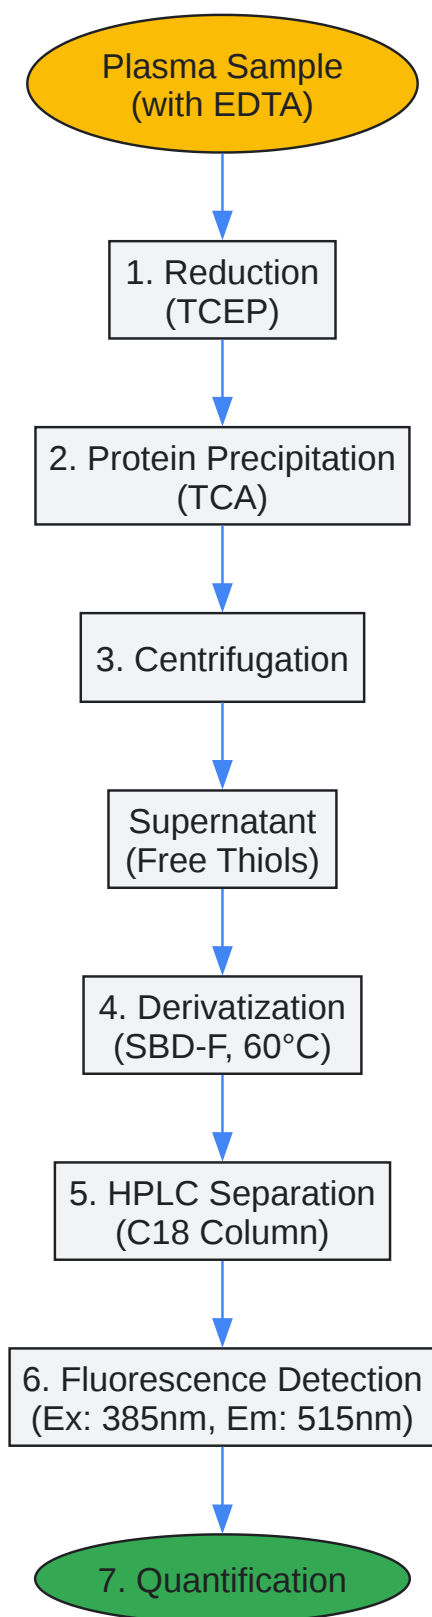 Plasma Sample
(with EDTA)
1. Reduction
(TCEP)
2. Protein Precipitation
(TCA)
3. Centrifugation
Supernatant
(Free Thiols)
4. Derivatization
(SBD-F, 60°C)
5. HPLC Separation
(C18 Column)
6. Fluorescence Detection
(Ex: 385nm, Em: 515nm)
7. Quantification